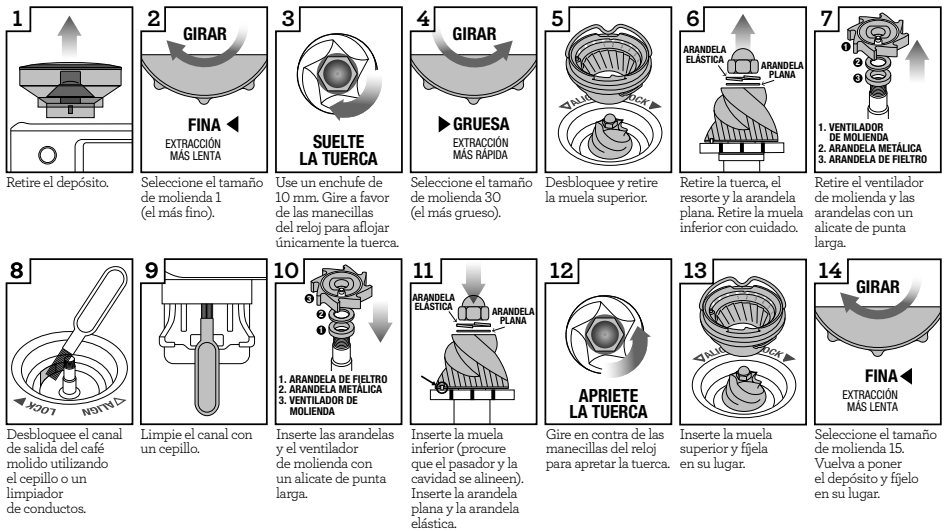 1
Retire el depósito.
2
GIRAR
FINA ◀
EXTRACCIÓN
MÁS LENTA
Seleccione el tamaño
de molienda 1
(el más fino).
3
SUELTE
LA TUERCA
Use un enchufe de
10 mm. Gire a favor
de las manecillas
del reloj para aflojar
únicamente la tuerca.
4
GIRAR
▶ GRUESA
EXTRACCIÓN
MÁS RÁPIDA
Seleccione el tamaño
de molienda 30
(el más grueso).
5
ALIG
OCK
Desbloquee y retire
la muela superior.
6
ARANDELA
ELÁSTICA
ARANDELA
PLANA
Retire la tuerca, el
resorte y la arandela
plana. Retire la muela
inferior con cuidado.
7
1
2
3
1. VENTILADOR
DE MOLIENDA
2. ARANDELA METÁLICA
3. ARANDELA DE FIELTRO
Retire el ventilador
de molienda y las
arandelas con un
alicate de punta
larga.
8
LOCK
ALIGN
Desbloquee el canal
de salida del café
molido utilizando
el cepillo o un
limpiador
de conductos.
9
Limpie el canal con
un cepillo.
10
3
2
1
1. ARANDELA DE FIELTRO
2. ARANDELA METÁLICA
3. VENTILADOR DE
MOLIENDA
Inserte las arandelas
y el ventilador
de molienda con
un alicate de punta
larga.
11
ARANDELA
ELÁSTICA
ARANDELA
PLANA
Inserte la muela
inferior (procure
que el pasador y la
cavidad se alineen).
Inserte la arandela
plana y la arandela
elástica.
12
APRIETE
LA TUERCA
Gire en contra de las
manecillas del reloj
para apretar la tuerca.
13
ALIG
OCK
Inserte la muela
superior y fíjela
en su lugar.
14
GIRAR
FINA ◀
EXTRACCIÓN
MÁS LENTA
Seleccione el tamaño
de molienda 15.
Vuelva a poner
el depósito y fíjelo
en su lugar.